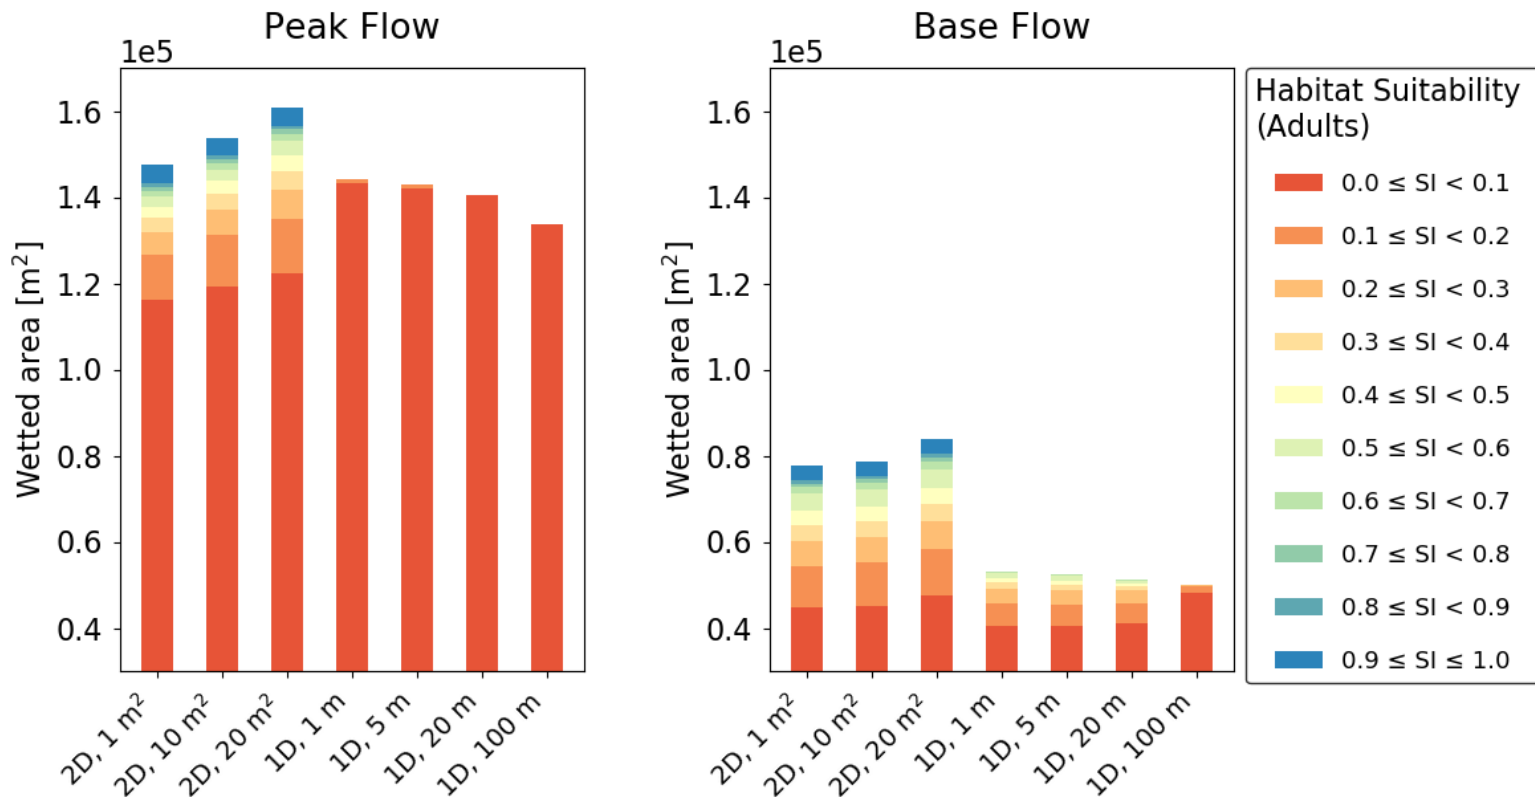 Peak Flow
1e5
Wetted area [m²]
1.6
1.4
1.2
1.0
0.8
0.6
0.4
2D, 1 m²
2D, 10 m²
2D, 20 m²
1D, 1 m
1D, 5 m
1D, 20 m
1D, 100 m
Base Flow
1e5
Wetted area [m²]
1.6
1.4
1.2
1.0
0.8
0.6
0.4
2D, 1 m²
2D, 10 m²
2D, 20 m²
1D, 1 m
1D, 5 m
1D, 20 m
1D, 100 m
Habitat Suitability
(Adults)
0.0 ≤ SI < 0.1
0.1 ≤ SI < 0.2
0.2 ≤ SI < 0.3
0.3 ≤ SI < 0.4
0.4 ≤ SI < 0.5
0.5 ≤ SI < 0.6
0.6 ≤ SI < 0.7
0.7 ≤ SI < 0.8
0.8 ≤ SI < 0.9
0.9 ≤ SI ≤ 1.0